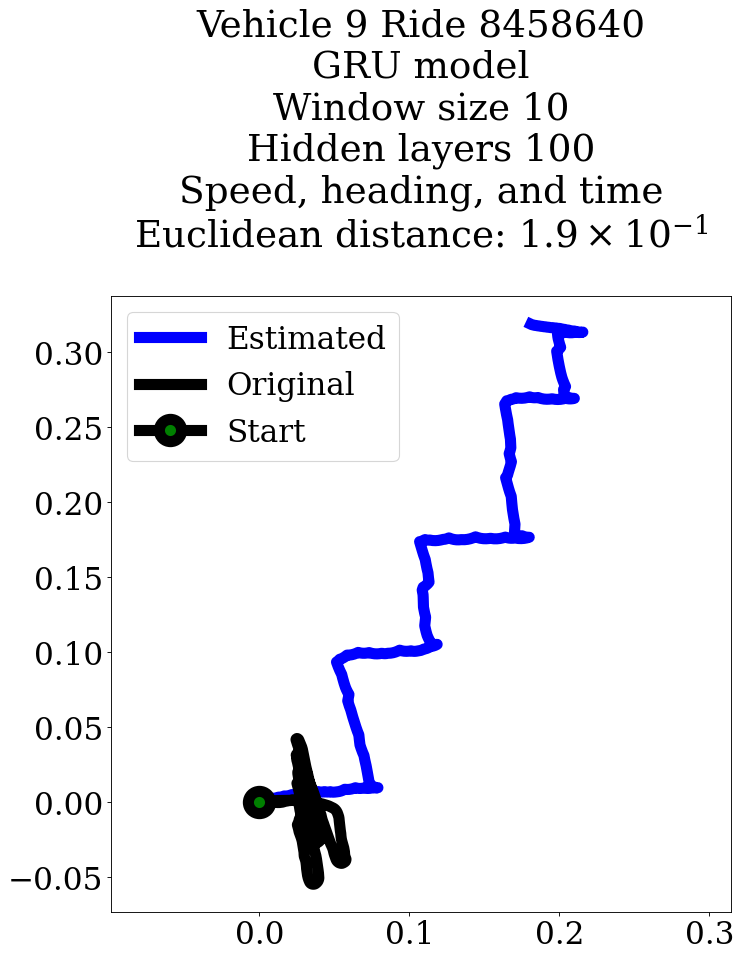 Vehicle 9 Ride 8458640
GRU model
Window size 10
Hidden layers 100
Speed, heading, and time
Euclidean distance: 1.9 × 10⁻¹
Estimated
Original
Start
0.30
0.25
0.20
0.15
0.10
0.05
0.00
−0.05
0.0 0.1 0.2 0.3